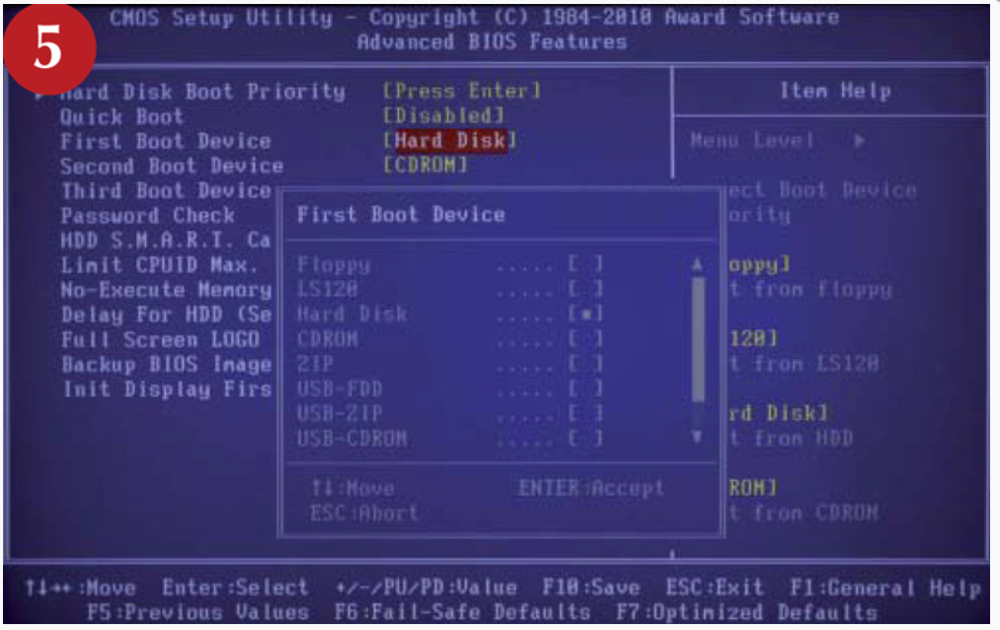 5
CMOS Setup Utility - Copyright (C) 1984-2010 Award Software
Advanced BIOS Features
Hard Disk Boot Priority [Press Enter]
Quick Boot [Disabled]
First Boot Device [Hard Disk]
Second Boot Device [CDROM]
Third Boot Device
Password Check
HDD S.M.A.R.T. Ca
Limit CPUID Max.
No-Execute Memory
Delay For HDD (Se
Full Screen LOGO
Backup BIOS Image
Init Display Firs
First Boot Device
Floppy ..... [ ]
LS120 ..... [ ]
Hard Disk ..... [■]
CDROM ..... [ ]
ZIP ..... [ ]
USB-FDD ..... [ ]
USB-ZIP ..... [ ]
USB-CDROM ..... [ ]
↑↓:Move ENTER:Accept
ESC:Abort
Item Help
Menu Level ▶
ect Boot Device
ority
oppy]
t from floppy
120]
t from LS120
rd Disk]
t from HDD
ROM]
t from CDROM
↑↓→←:Move Enter:Select +/-/PU/PD:Value F10:Save ESC:Exit F1:General Help
F5:Previous Values F6:Fail-Safe Defaults F7:Optimized Defaults